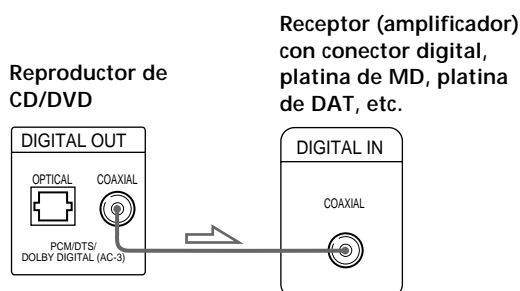 Receptor (amplificador)
con conector digital,
platina de MD, platina
de DAT, etc.
Reproductor de
CD/DVD
DIGITAL OUT
OPTICAL COAXIAL
PCM/DTS/
DOLBY DIGITAL (AC-3)
DIGITAL IN
COAXIAL